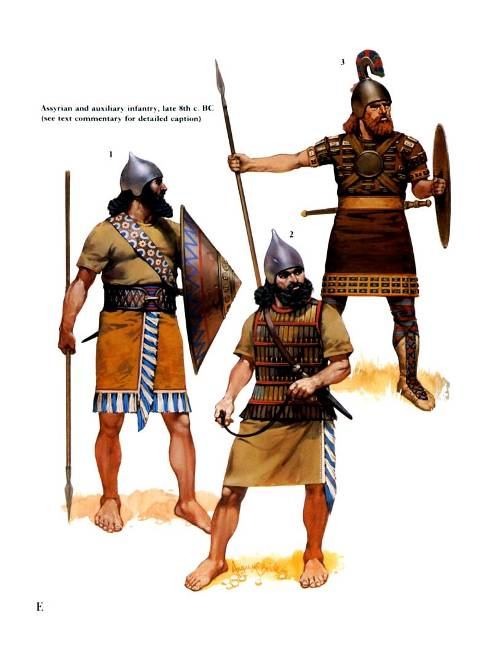 Assyrian and auxiliary infantry, late 8th c. BC
(see text commentary for detailed caption)
1
2
3
E